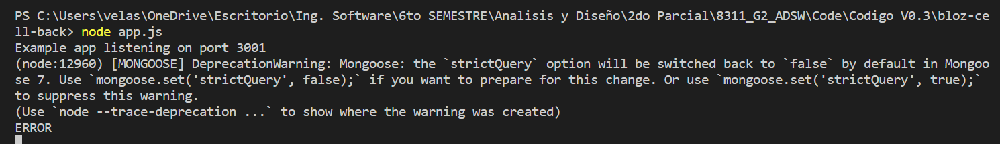 PS C:\Users\velas\OneDrive\Escritorio\Ing. Software\6to SEMESTRE\Analisis y Diseño\2do Parcial\8311_G2_ADSW\Code\Codigo V0.3\bloz-ce
ll-back> node app.js
Example app listening on port 3001
(node:12960) [MONGOOSE] DeprecationWarning: Mongoose: the `strictQuery` option will be switched back to `false` by default in Mongoo
se 7. Use `mongoose.set('strictQuery', false);` if you want to prepare for this change. Or use `mongoose.set('strictQuery', true);`
to suppress this warning.
(Use `node --trace-deprecation ...` to show where the warning was created)
ERROR